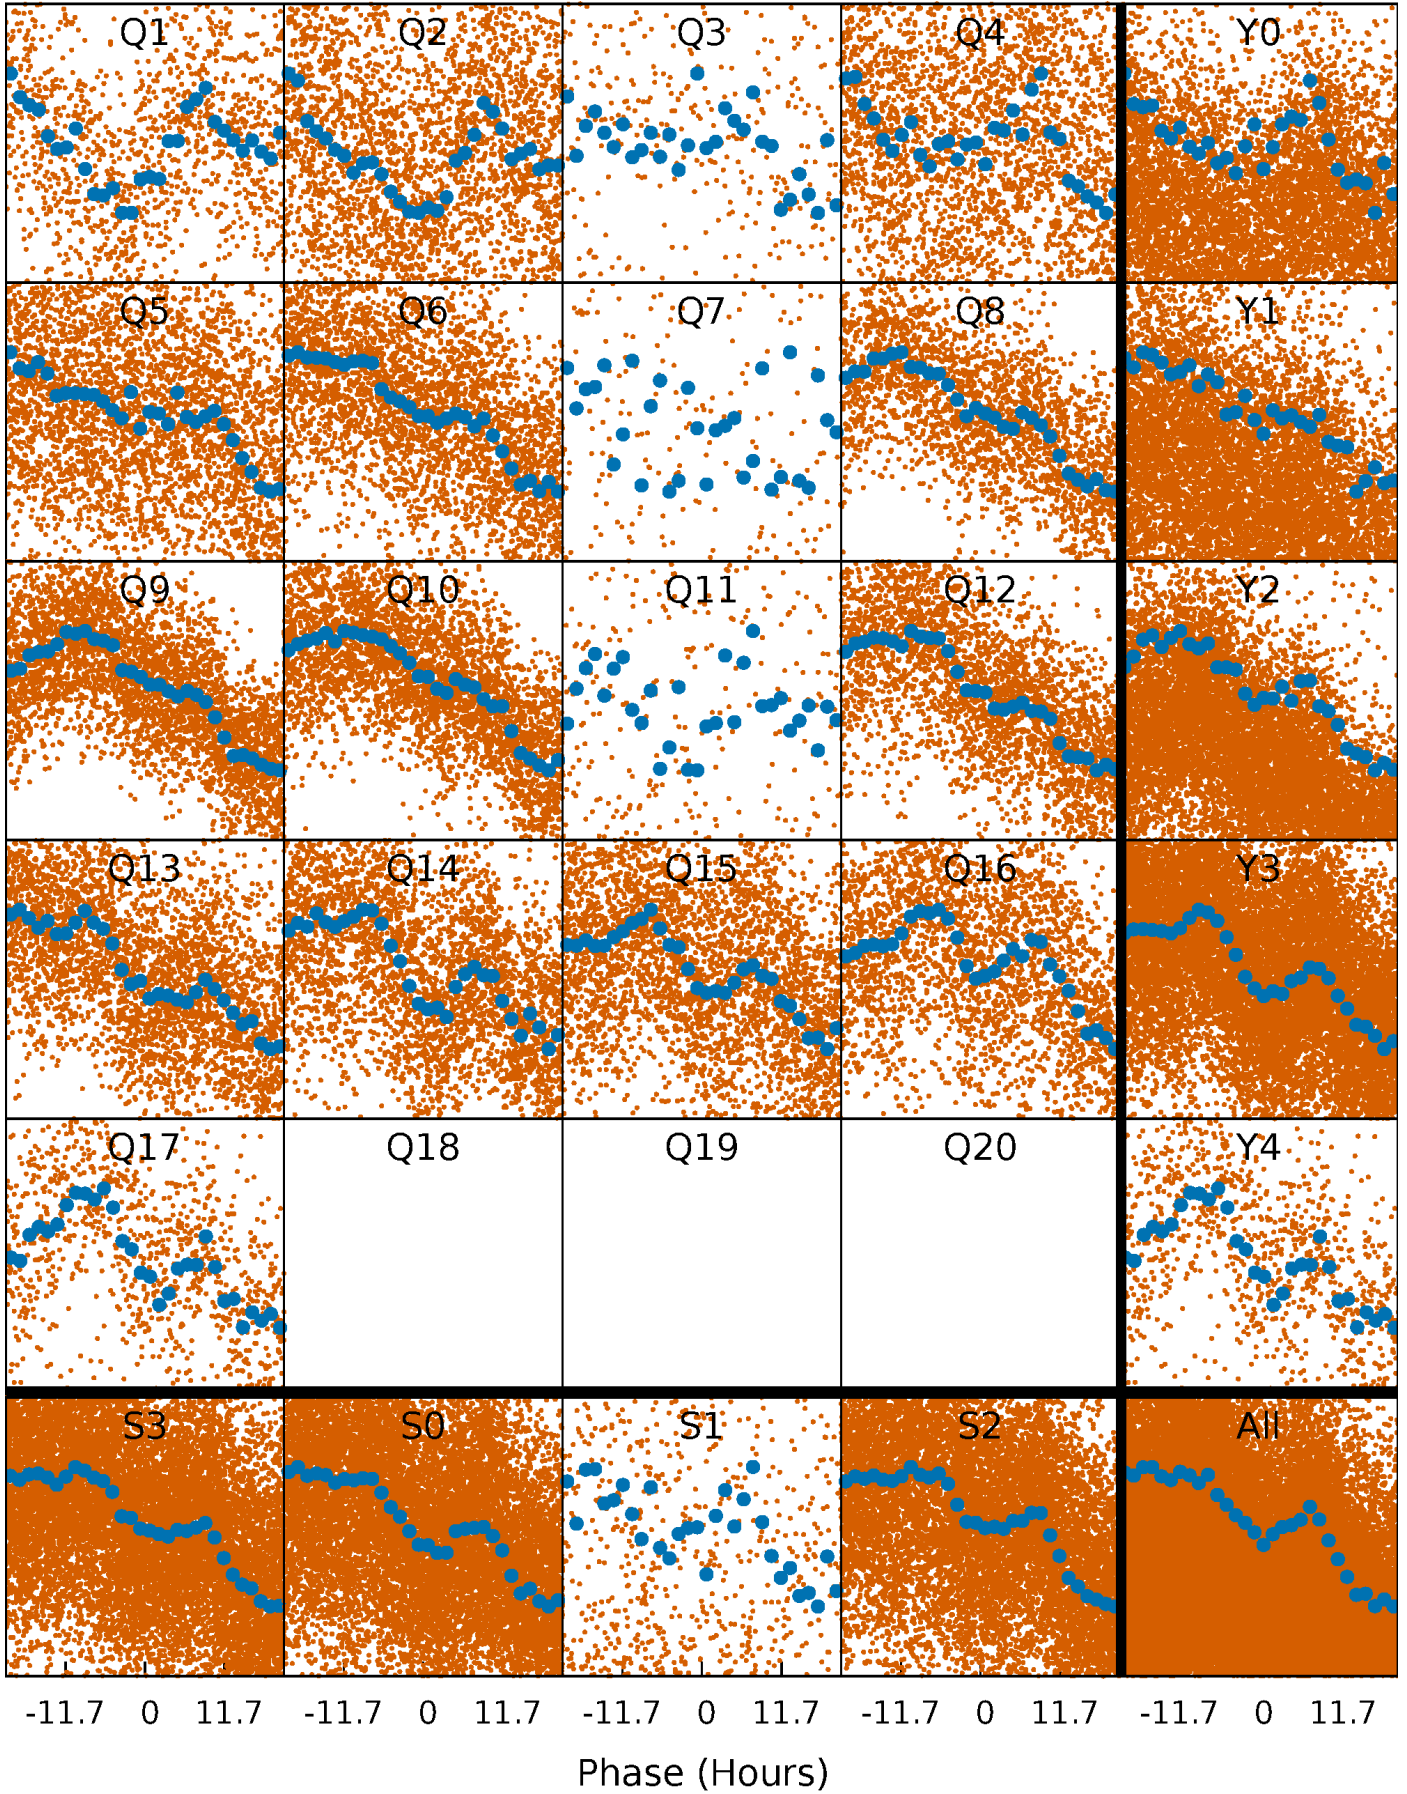 Q1 Q2 Q3 Q4 Y0
Q5 Q6 Q7 Q8 Y1
Q9 Q10 Q11 Q12 Y2
Q13 Q14 Q15 Q16 Y3
Q17 Q18 Q19 Q20 Y4
S3 S0 S1 S2 All
-11.7 0 11.7 -11.7 0 11.7 -11.7 0 11.7 -11.7 0 11.7 -11.7 0 11.7
Phase (Hours)